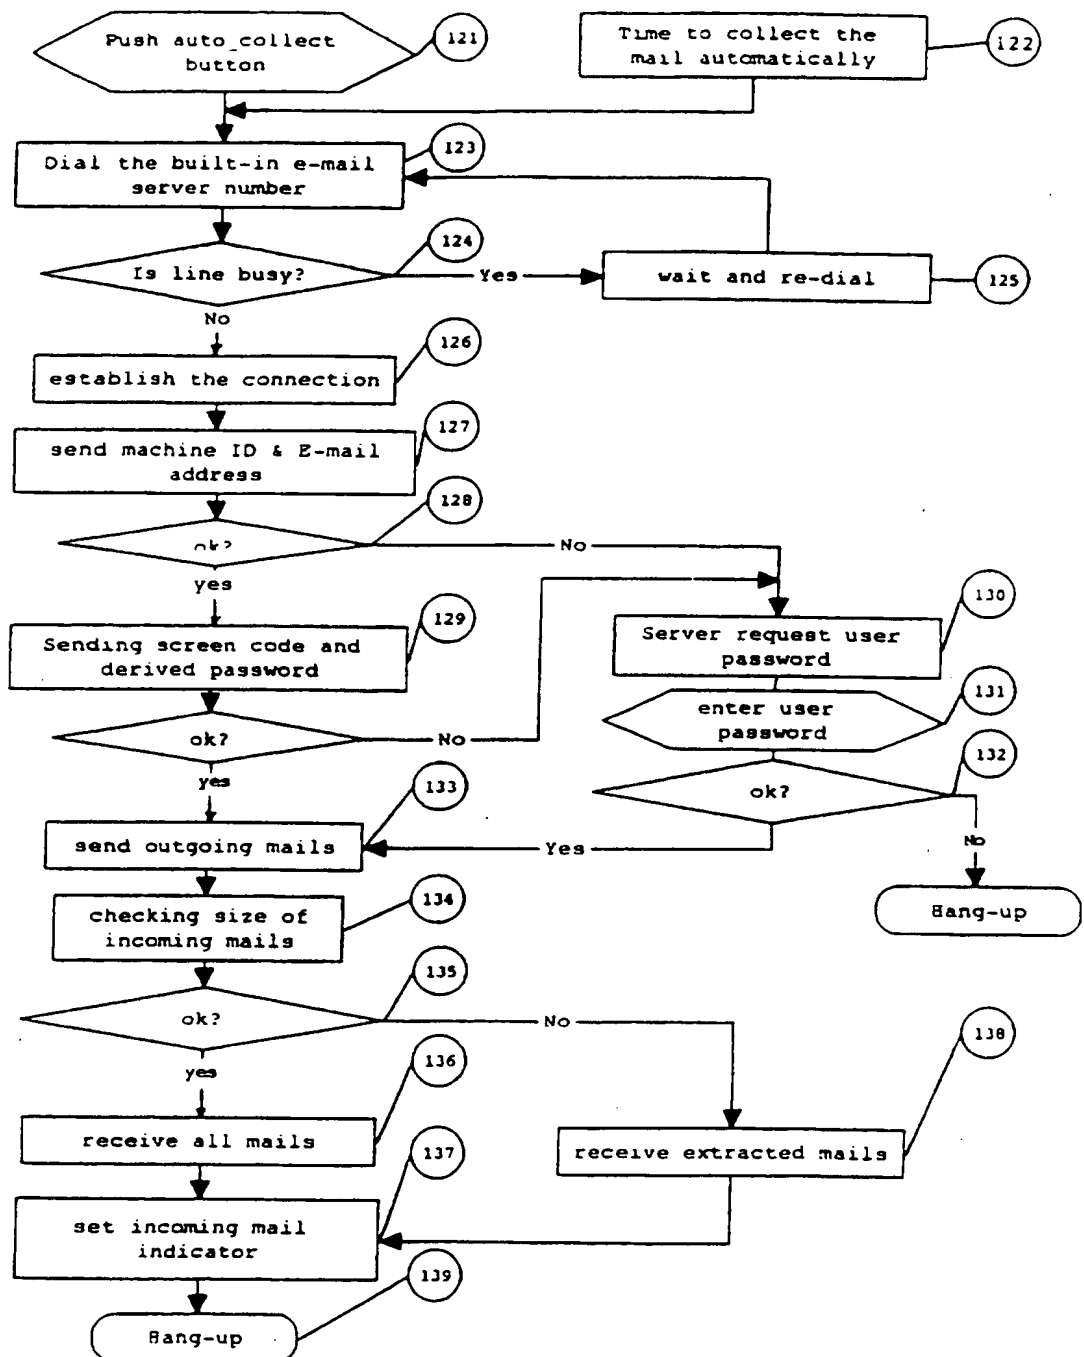 Push auto_collect
button
121
Time to collect the
mail automatically
122
Dial the built-in e-mail
server number
123
Is line busy?
124
Yes
wait and re-dial
125
No
establish the connection
126
send machine ID & E-mail
address
127
ok?
128
No
yes
Sending screen code and
derived password
129
Server request user
password
130
enter user
password
131
ok?
No
ok?
132
yes
No
send outgoing mails
133
Yes
Hang-up
checking size of
incoming mails
134
ok?
135
No
yes
receive all mails
136
receive extracted mails
138
set incoming mail
indicator
137
Hang-up
139